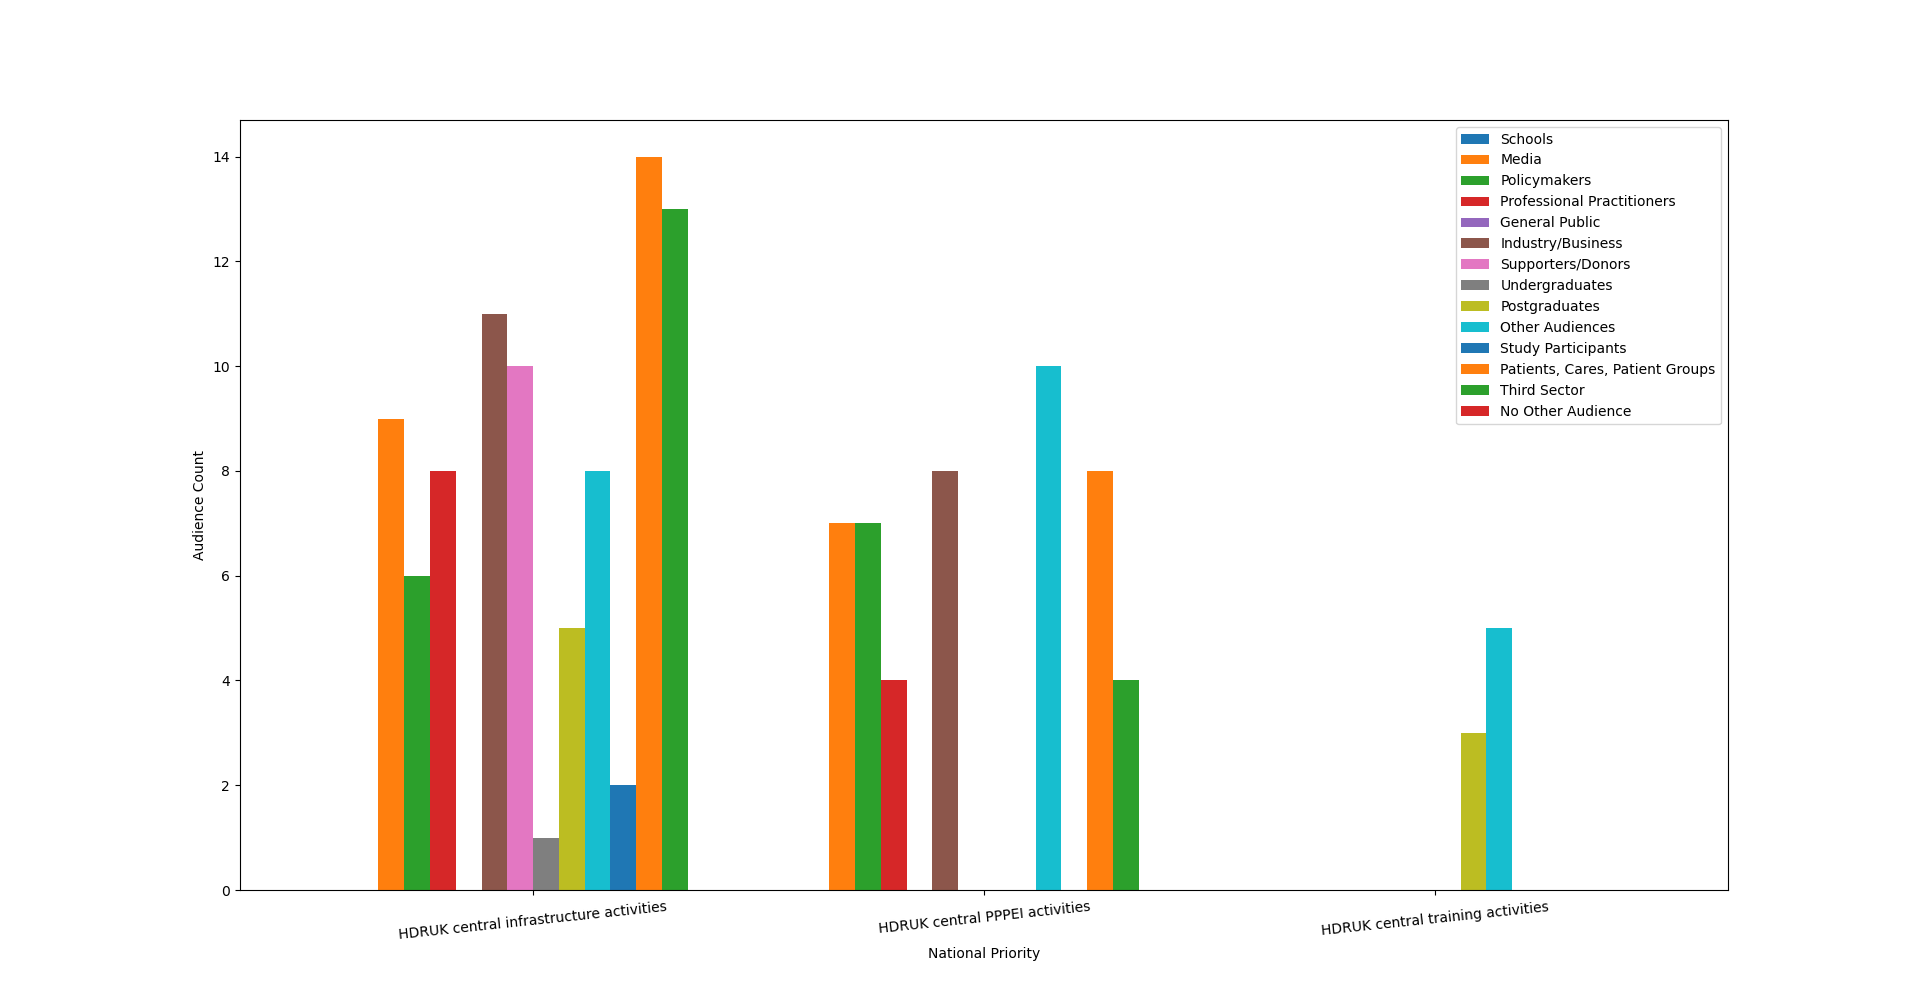 14
12
10
8
6
4
2
0
Audience Count
HDRUK central infrastructure activities
HDRUK central PPPEI activities
HDRUK central training activities
National Priority
Schools
Media
Policymakers
Professional Practitioners
General Public
Industry/Business
Supporters/Donors
Undergraduates
Postgraduates
Other Audiences
Study Participants
Patients, Cares, Patient Groups
Third Sector
No Other Audience